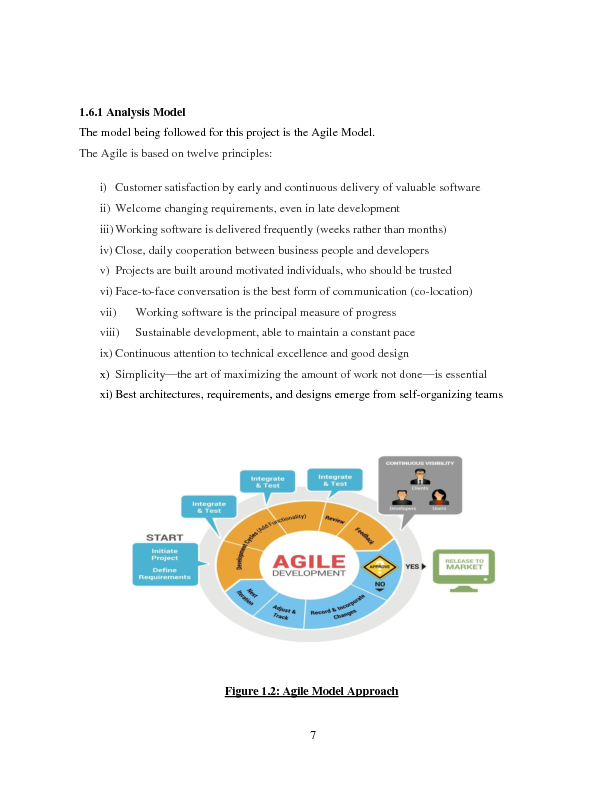 1.6.1 Analysis Model
The model being followed for this project is the Agile Model.
The Agile is based on twelve principles:
i) Customer satisfaction by early and continuous delivery of valuable software
ii) Welcome changing requirements, even in late development
iii) Working software is delivered frequently (weeks rather than months)
iv) Close, daily cooperation between business people and developers
v) Projects are built around motivated individuals, who should be trusted
vi) Face-to-face conversation is the best form of communication (co-location)
vii) Working software is the principal measure of progress
viii) Sustainable development, able to maintain a constant pace
ix) Continuous attention to technical excellence and good design
x) Simplicity—the art of maximizing the amount of work not done—is essential
xi) Best architectures, requirements, and designs emerge from self-organizing teams
CONTINUOUS VISIBILITY
Clients
Developers
Users
Integrate
& Test
Integrate
& Test
Integrate
& Test
START
Initiate
Project
Define
Requirements
Development Cycles (Add Functionality)
Review
Feedback
APPROVE
YES
NO
RELEASE TO
MARKET
Record & Incorporate
Changes
Adjust &
Track
Next
Iteration
AGILE
DEVELOPMENT
Figure 1.2: Agile Model Approach
7